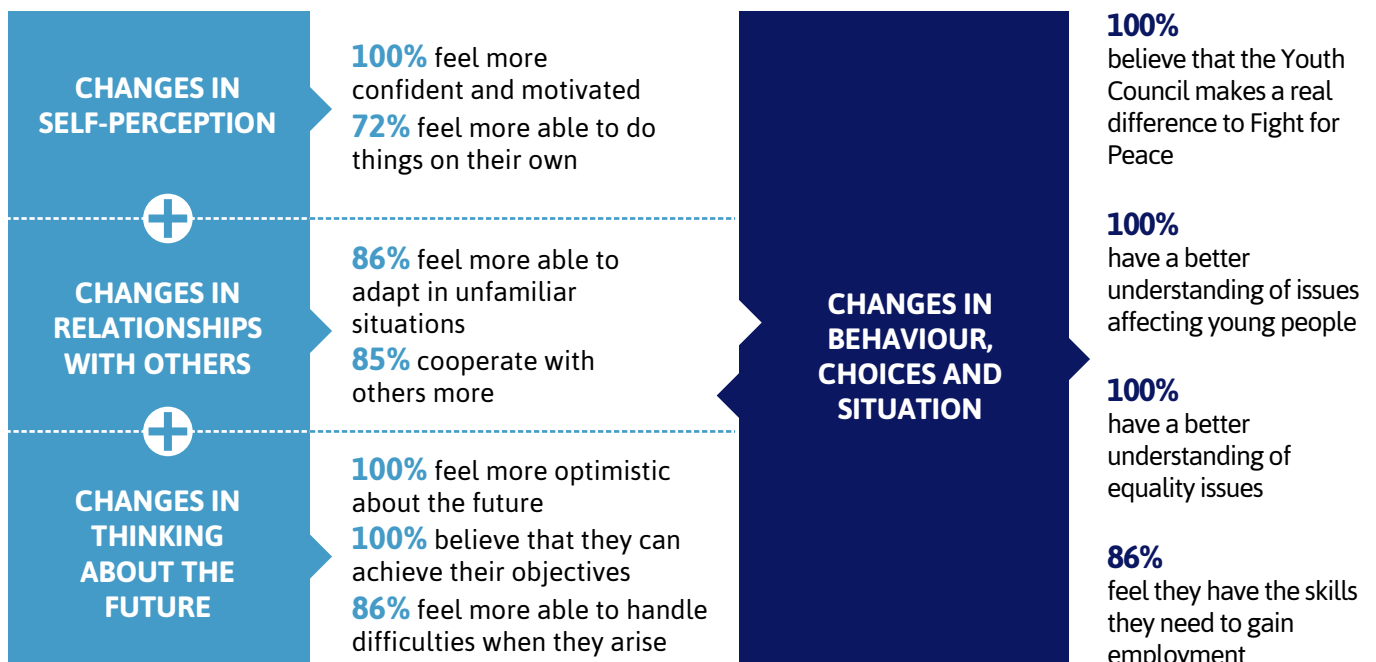 CHANGES IN
SELF-PERCEPTION
100% feel more
confident and motivated
72% feel more able to do
things on their own
CHANGES IN
RELATIONSHIPS
WITH OTHERS
86% feel more able to
adapt in unfamiliar
situations
85% cooperate with
others more
CHANGES IN
THINKING
ABOUT THE
FUTURE
100% feel more optimistic
about the future
100% believe that they can
achieve their objectives
86% feel more able to handle
difficulties when they arise
CHANGES IN
BEHAVIOUR,
CHOICES AND
SITUATION
100%
believe that the Youth
Council makes a real
difference to Fight for
Peace
100%
have a better
understanding of issues
affecting young people
100%
have a better
understanding of
equality issues
86%
feel they have the skills
they need to gain
employment